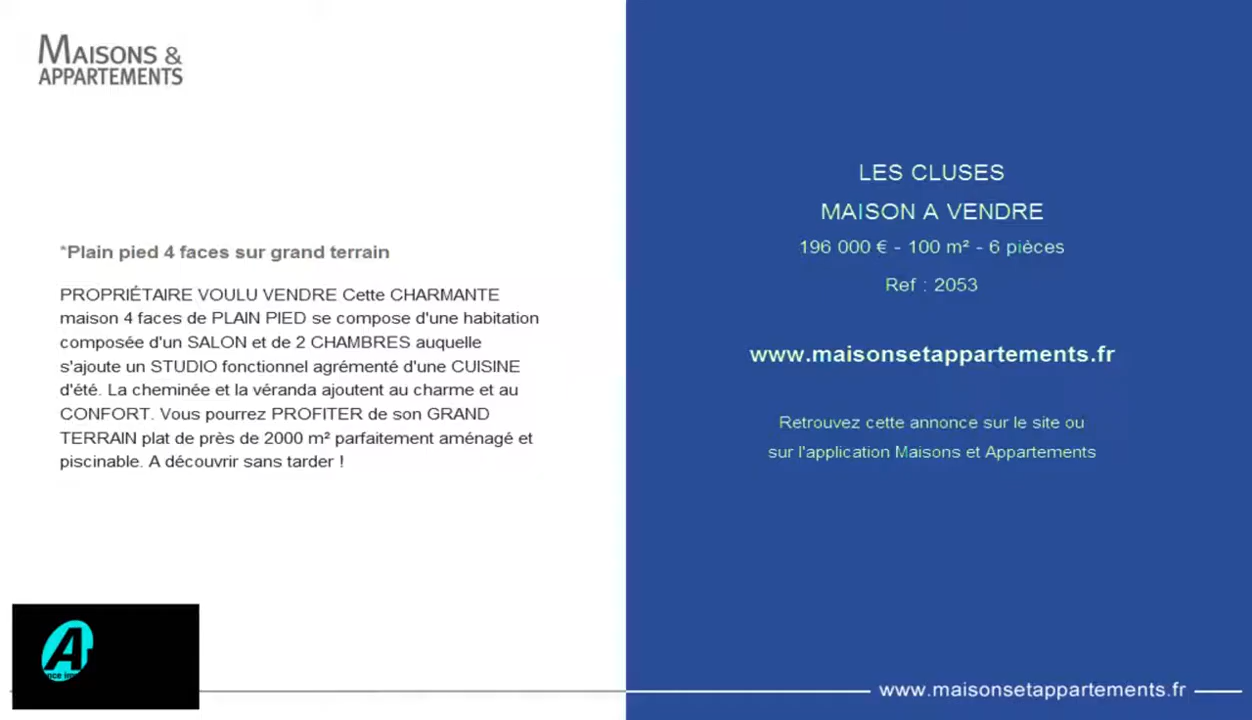 MAISONS &
APPARTEMENTS
*Plain pied 4 faces sur grand terrain
PROPRIÉTAIRE VOULU VENDRE Cette CHARMANTE
maison 4 faces de PLAIN PIED se compose d'une habitation
composée d'un SALON et de 2 CHAMBRES auquelle
s'ajoute un STUDIO fonctionnel agrémenté d'une CUISINE
d'été. La cheminée et la véranda ajoutent au charme et au
CONFORT. Vous pourrez PROFITER de son GRAND
TERRAIN plat de près de 2000 m² parfaitement aménagé et
piscinable. A découvrir sans tarder !
LES CLUSES
MAISON A VENDRE
196 000 € - 100 m² - 6 pièces
Ref : 2053
www.maisonsetappartements.fr
Retrouvez cette annonce sur le site ou
sur l'application Maisons et Appartements
A
www.maisonsetappartements.fr